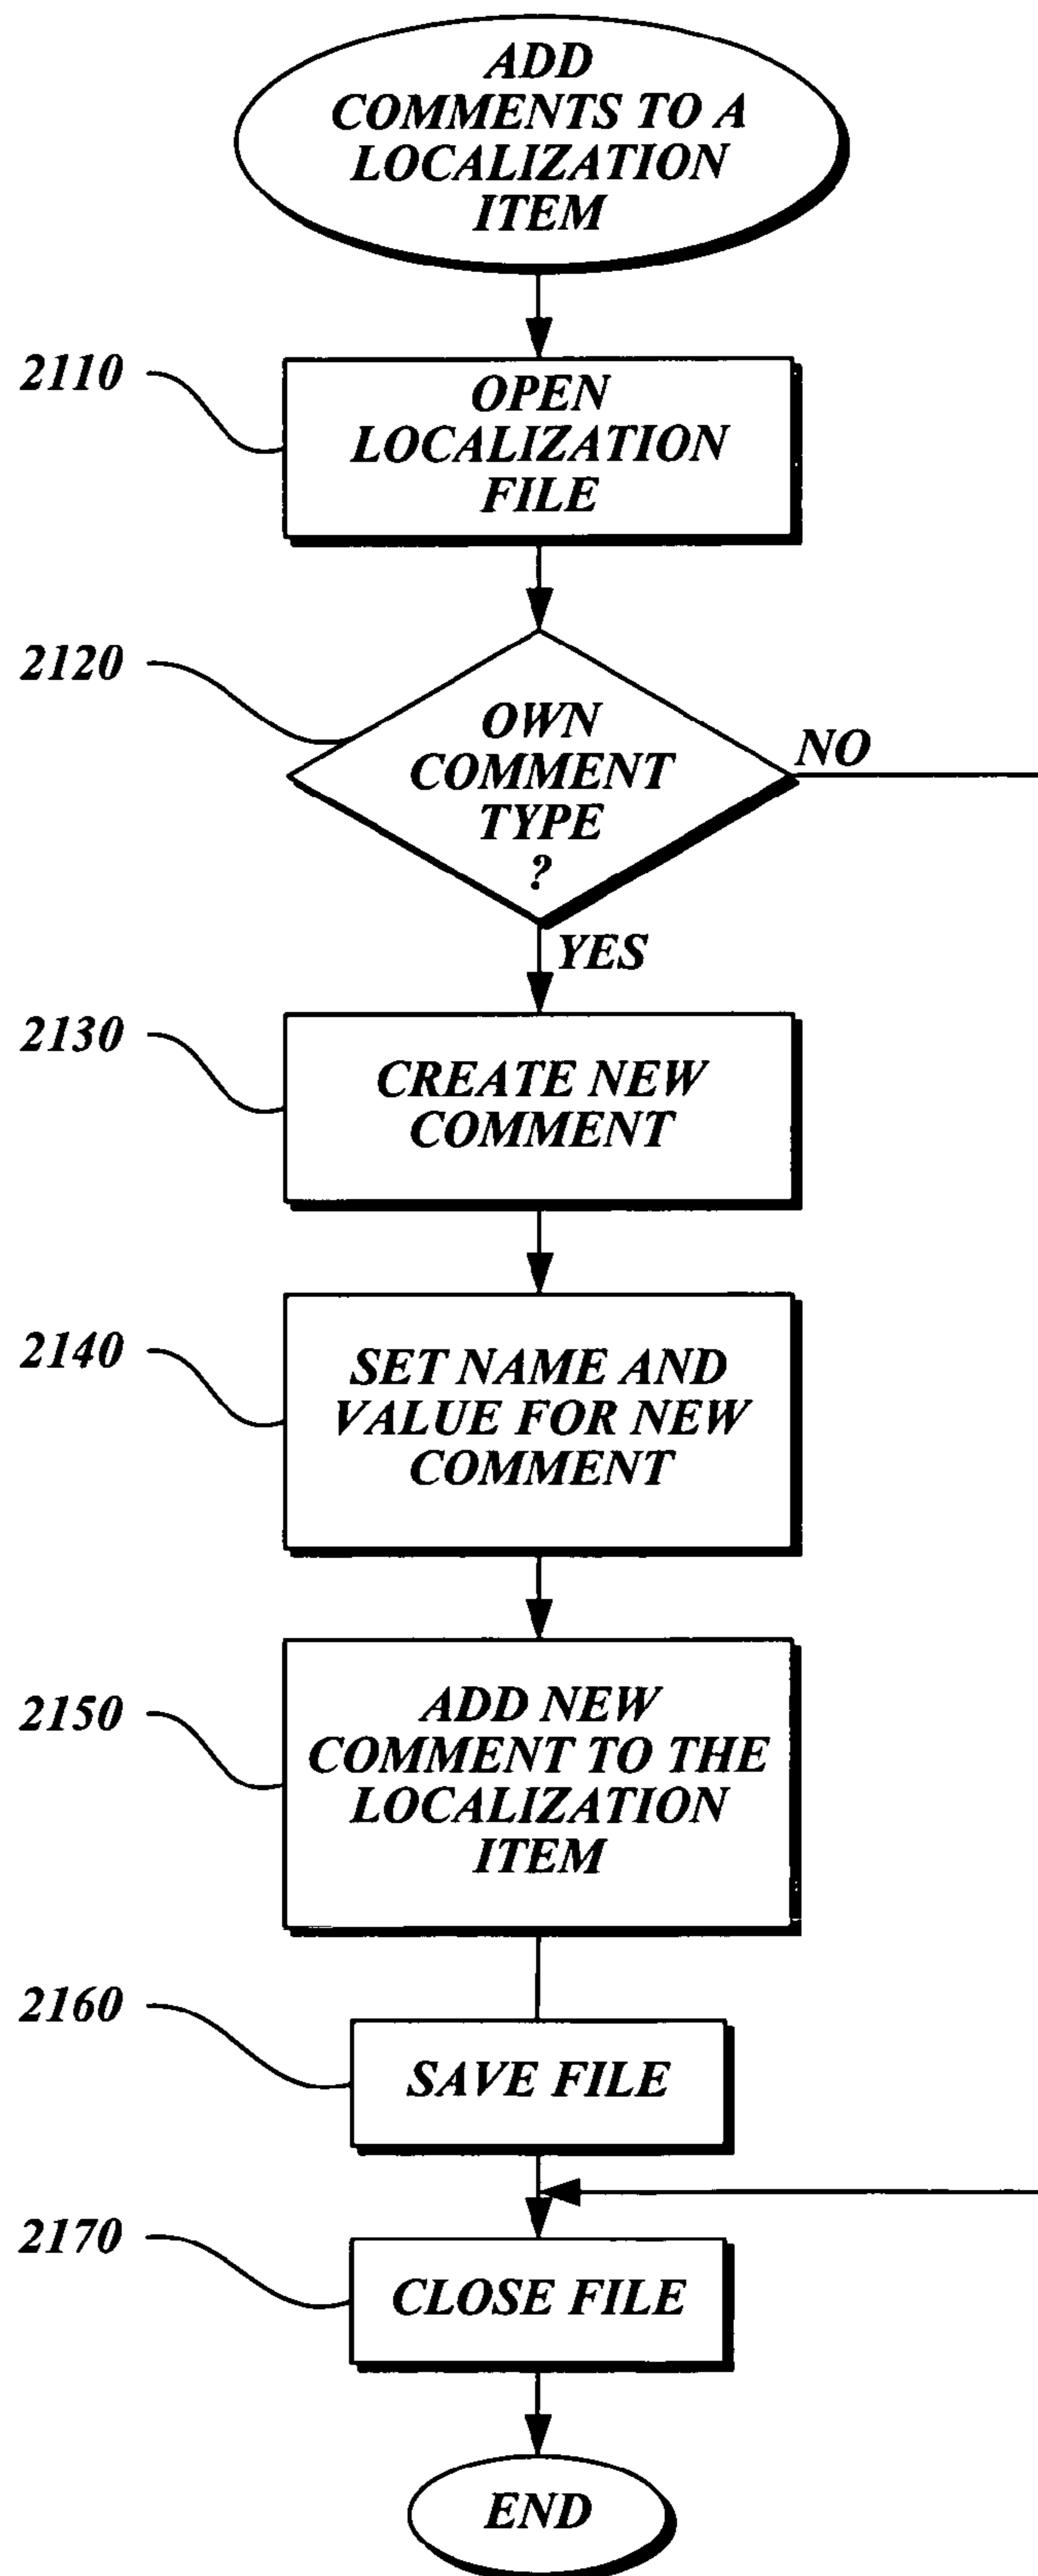 ADD
COMMENTS TO A
LOCALIZATION
ITEM
2110
OPEN
LOCALIZATION
FILE
2120
OWN
COMMENT
TYPE
?
NO
YES
2130
CREATE NEW
COMMENT
2140
SET NAME AND
VALUE FOR NEW
COMMENT
2150
ADD NEW
COMMENT TO THE
LOCALIZATION
ITEM
2160
SAVE FILE
2170
CLOSE FILE
END